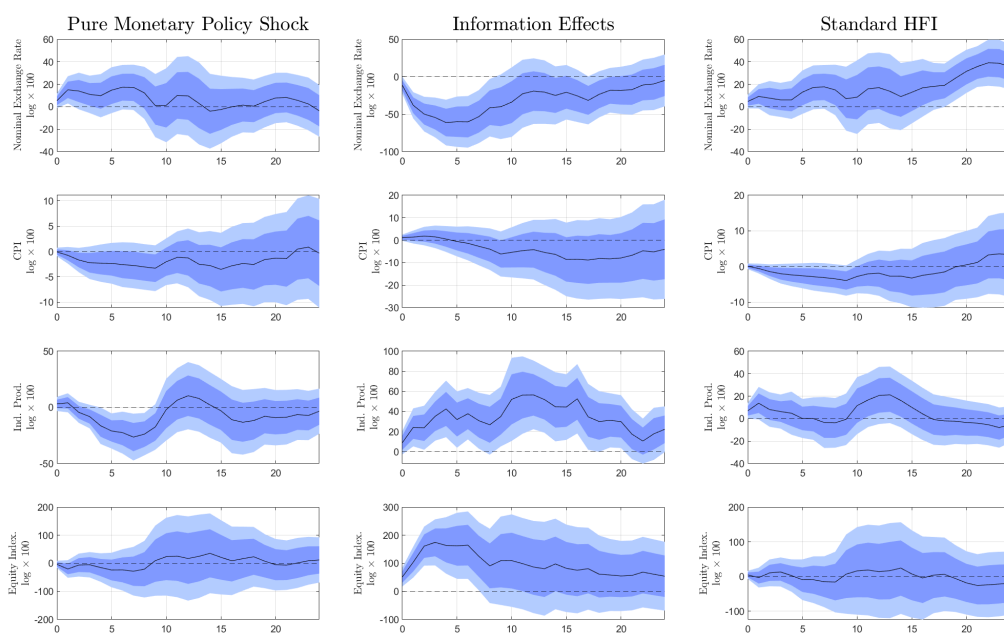 Pure Monetary Policy Shock
Information Effects
Standard HFI
Nominal Exchange Rate
log × 100
60
40
20
0
-20
-40
0 5 10 15 20
Nominal Exchange Rate
log × 100
50
0
-50
-100
0 5 10 15 20
Nominal Exchange Rate
log × 100
60
40
20
0
-20
-40
0 5 10 15 20
CPI
log × 100
10
5
0
-5
-10
0 5 10 15 20
CPI
log × 100
20
10
0
-10
-20
-30
0 5 10 15 20
CPI
log × 100
20
10
0
-10
0 5 10 15 20
Ind. Prod.
log × 100
50
0
-50
0 5 10 15 20
Ind. Prod.
log × 100
100
80
60
40
20
0
0 5 10 15 20
Ind. Prod.
log × 100
60
40
20
0
-20
-40
0 5 10 15 20
Equity Index.
log × 100
200
100
0
-100
-200
0 5 10 15 20
Equity Index.
log × 100
300
200
100
0
-100
0 5 10 15 20
Equity Index.
log × 100
200
100
0
-100
0 5 10 15 20